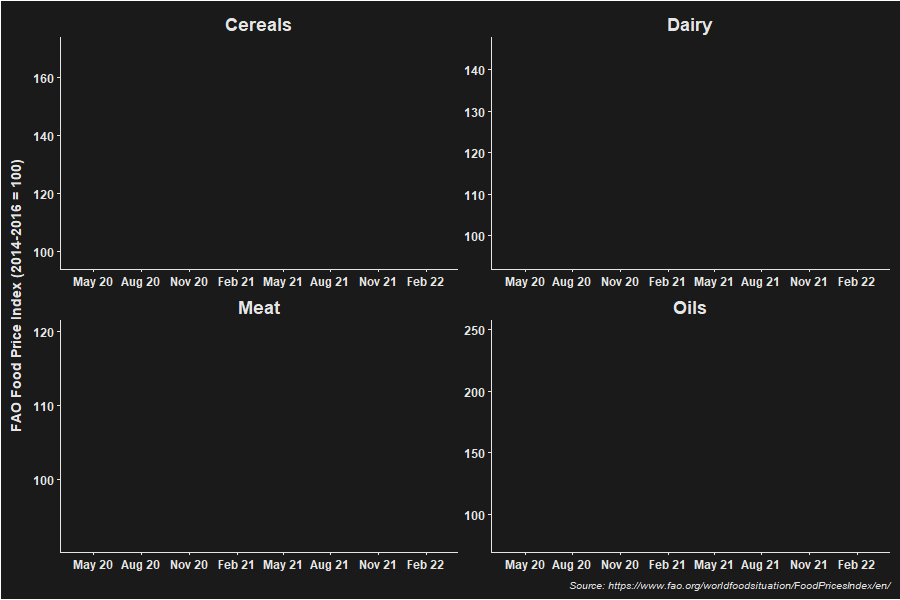 Cereals
Dairy
160
140
120
100
140
130
120
110
100
May 20 Aug 20 Nov 20 Feb 21 May 21 Aug 21 Nov 21 Feb 22
May 20 Aug 20 Nov 20 Feb 21 May 21 Aug 21 Nov 21 Feb 22
FAO Food Price Index (2014-2016 = 100)
Meat
Oils
120
110
100
250
200
150
100
May 20 Aug 20 Nov 20 Feb 21 May 21 Aug 21 Nov 21 Feb 22
May 20 Aug 20 Nov 20 Feb 21 May 21 Aug 21 Nov 21 Feb 22
Source: https://www.fao.org/worldfoodsituation/FoodPricesIndex/en/